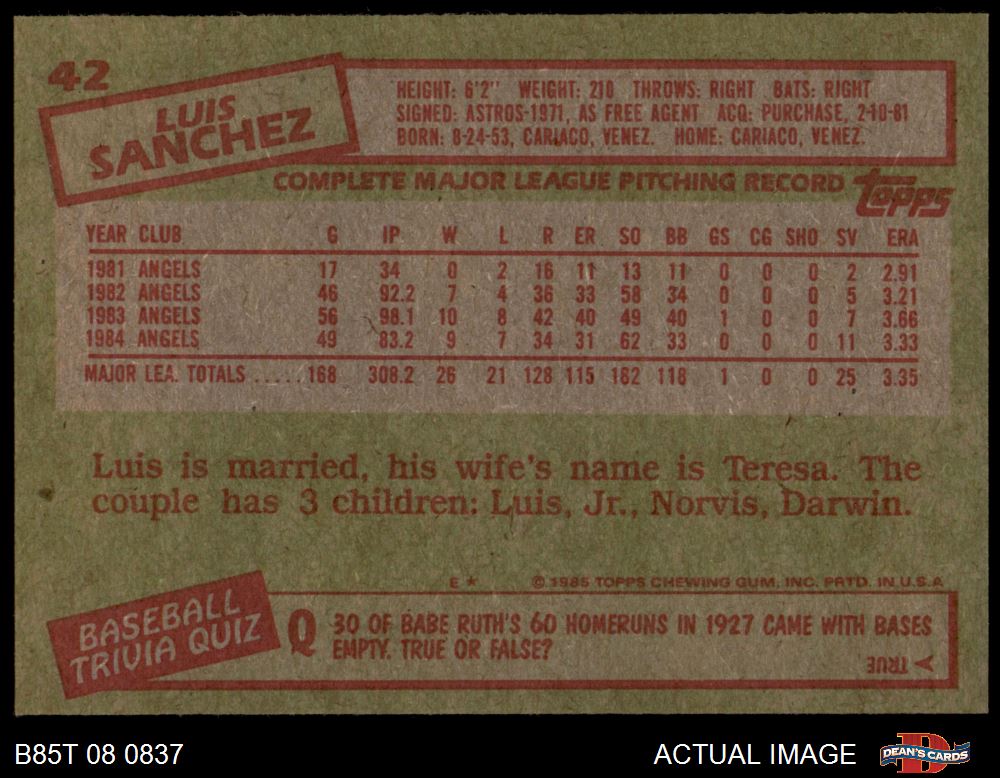 42
LUIS
SANCHEZ
HEIGHT: 6'2" WEIGHT: 210 THROWS: RIGHT BATS: RIGHT
SIGNED: ASTROS-1971, AS FREE AGENT ACQ: PURCHASE, 2-10-81
BORN: 8-24-53, CARIACO, VENEZ. HOME: CARIACO, VENEZ.
COMPLETE MAJOR LEAGUE PITCHING RECORD
Topps
YEAR CLUB G IP W L R ER SO BB GS CG SHO SV ERA
1981 ANGELS 17 34 0 2 16 11 13 11 0 0 0 2 2.91
1982 ANGELS 46 92.2 7 4 36 33 58 34 0 0 0 5 3.21
1983 ANGELS 56 98.1 10 8 42 40 49 40 1 0 0 7 3.66
1984 ANGELS 49 83.2 9 7 34 31 62 33 0 0 0 11 3.33
MAJOR LEA. TOTALS ..... 168 308.2 26 21 128 115 182 118 1 0 0 25 3.35
Luis is married, his wife's name is Teresa. The
couple has 3 children: Luis, Jr., Norvis, Darwin.
E * © 1985 TOPPS CHEWING GUM, INC. PRTD. IN U.S.A
BASEBALL
TRIVIA QUIZ
Q 30 OF BABE RUTH'S 60 HOMERUNS IN 1927 CAME WITH BASES
EMPTY. TRUE OR FALSE?
A TRUE
B85T 08 0837
ACTUAL IMAGE
D
DEAN'S CARDS